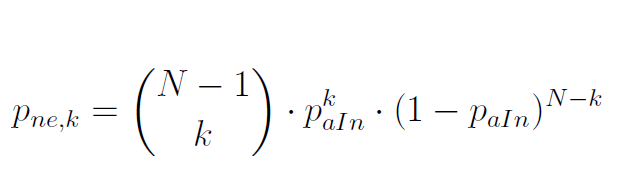 p_{ne,k} = \binom{N-1}{k} \cdot p_{aIn}^{k} \cdot (1 - p_{aIn})^{N-k}